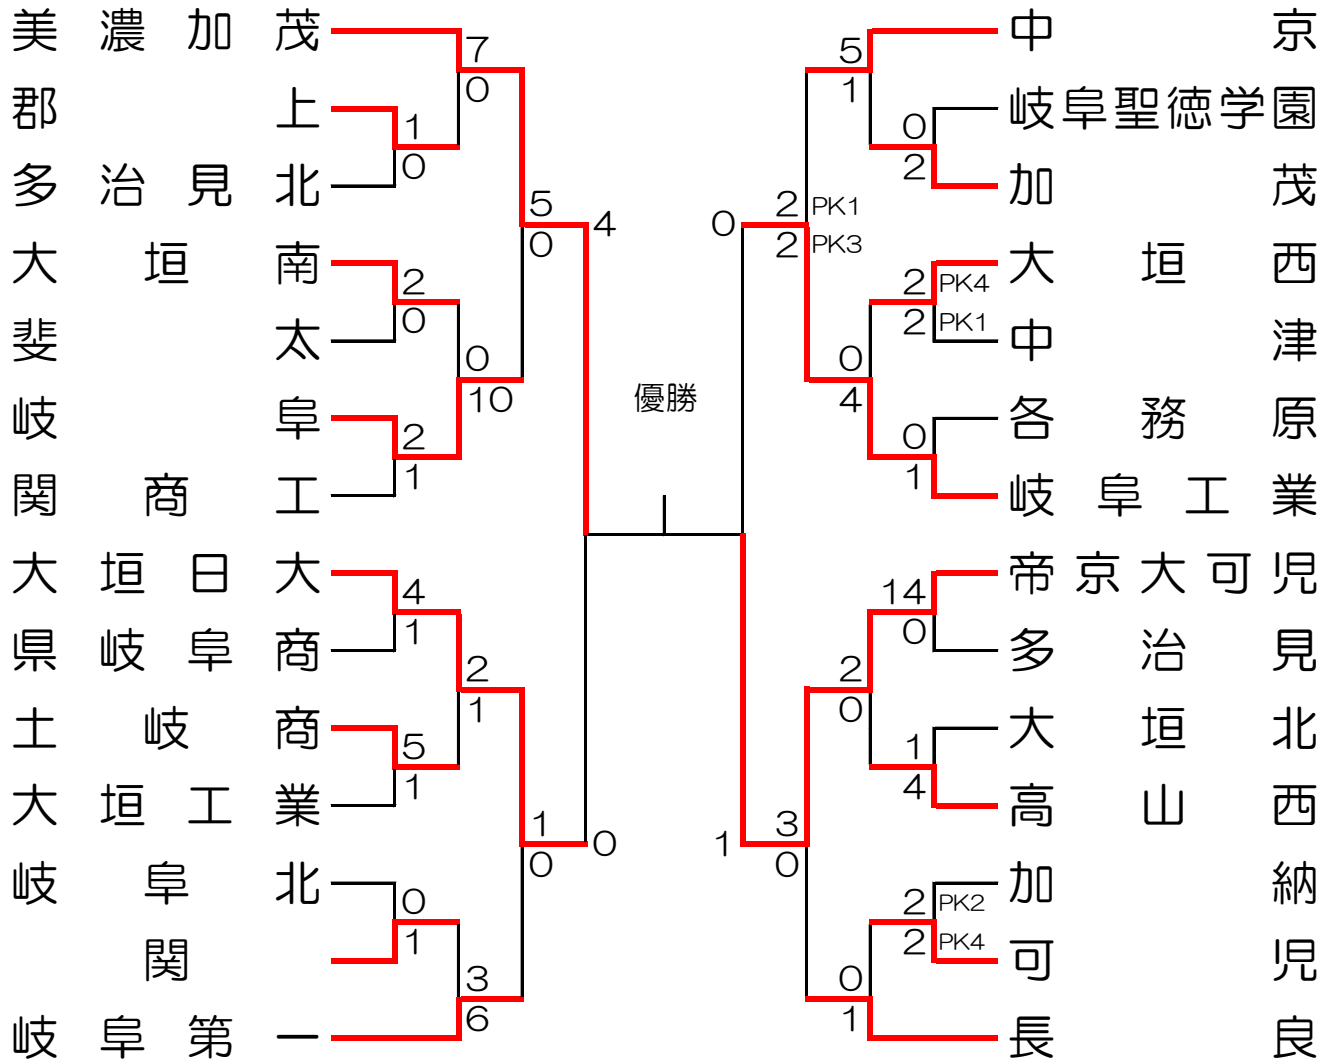 美濃加茂
郡上
多治見北
大垣南
斐太
岐阜
関商工
大垣日大
県岐阜商
土岐商
大垣工業
岐阜北
関
岐阜第一
7
0
1
0
5
0
4
2
0
0
10
2
1
4
1
2
1
5
1
1
0
0
0
1
3
6
優勝
5
1
0
2
0
2 PK1
2 PK3
2 PK4
2 PK1
0
4
0
1
14
0
2
0
1
4
1
3
0
2 PK2
2 PK4
0
1
中京
岐阜聖徳学園
加茂
大垣西
中津
各務原
岐阜工業
帝京大可児
多治見
大垣北
高山西
加納
可児
長良